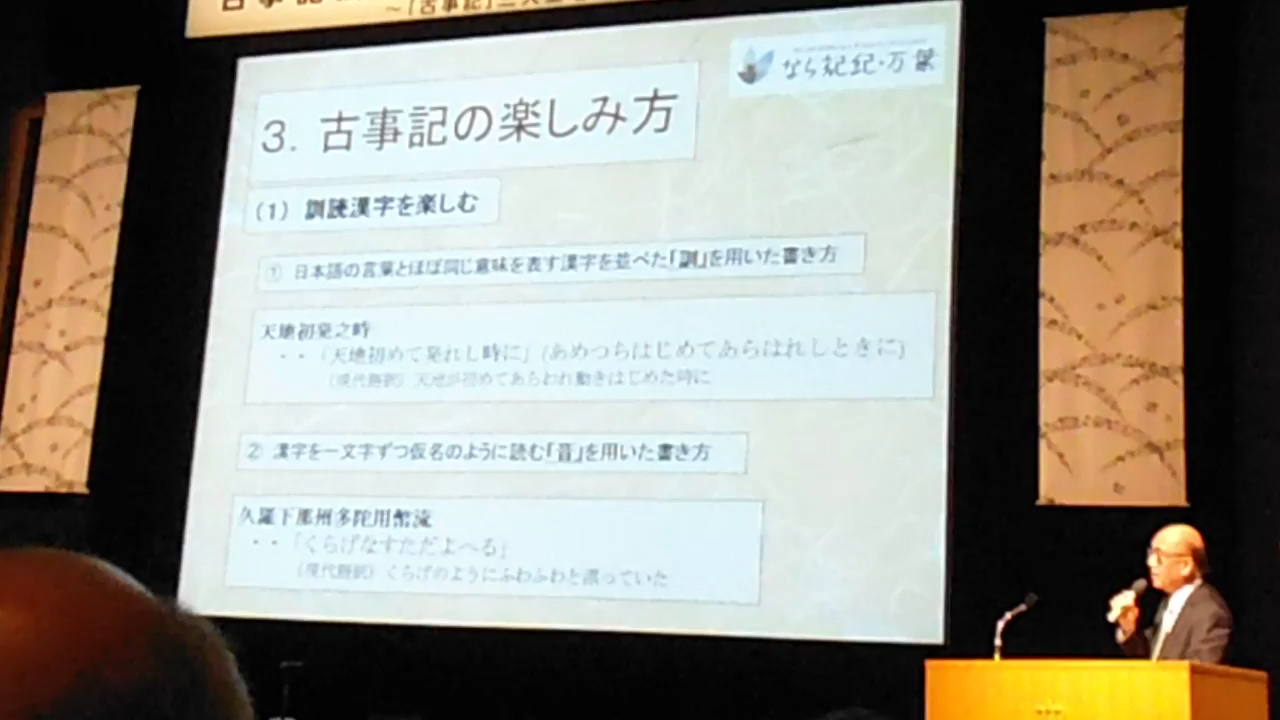 ～「古事記」
なら記紀・万葉
3. 古事記の楽しみ方
(1) 訓読漢字を楽しむ
① 日本語の言葉とほぼ同じ意味を表す漢字を並べた「訓」を用いた書き方
天地初発之時
・・「天地初めて発れし時に」(あめつちはじめてあらはれしときに)
(現代語訳) 天地が初めてあらわれ動きはじめた時に
② 漢字を一文字ずつ仮名のように読む「音」を用いた書き方
久羅下那州多陀用幣流
・・「くらげなすただよへる」
(現代語訳) くらげのようにふわふわと漂っていた